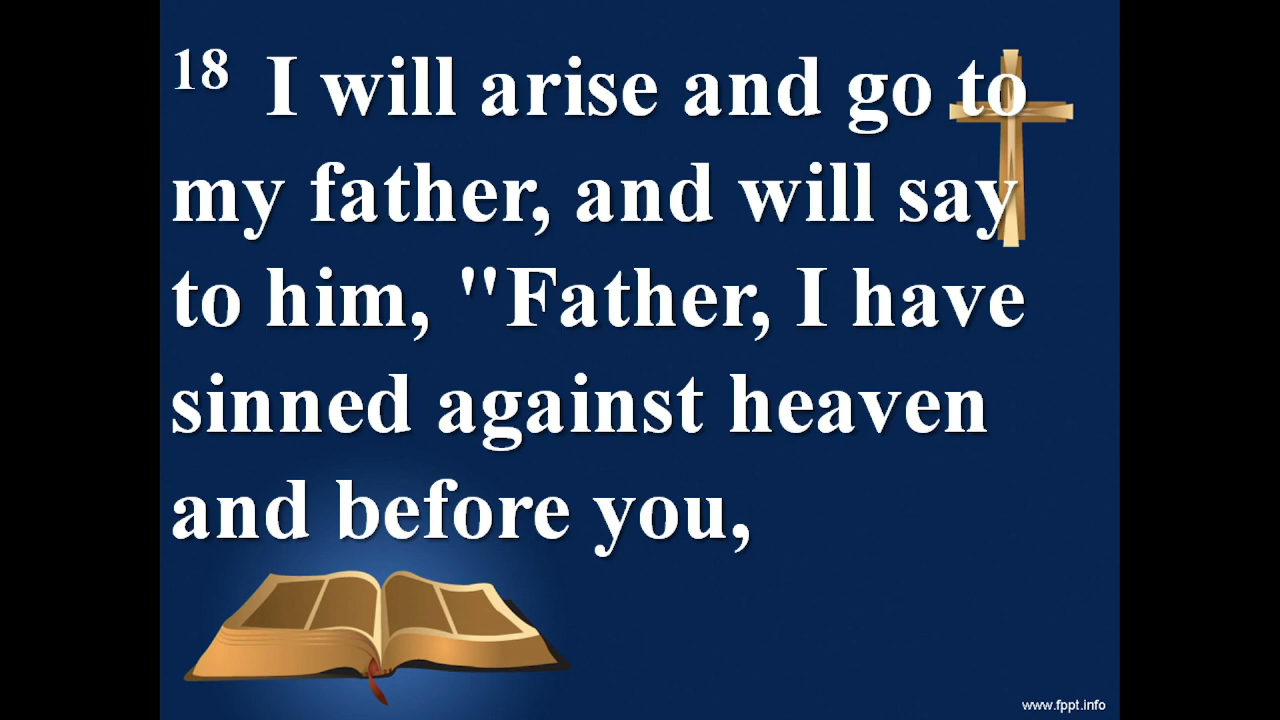 18 I will arise and go to
my father, and will say
to him, "Father, I have
sinned against heaven
and before you,
www.fppt.info